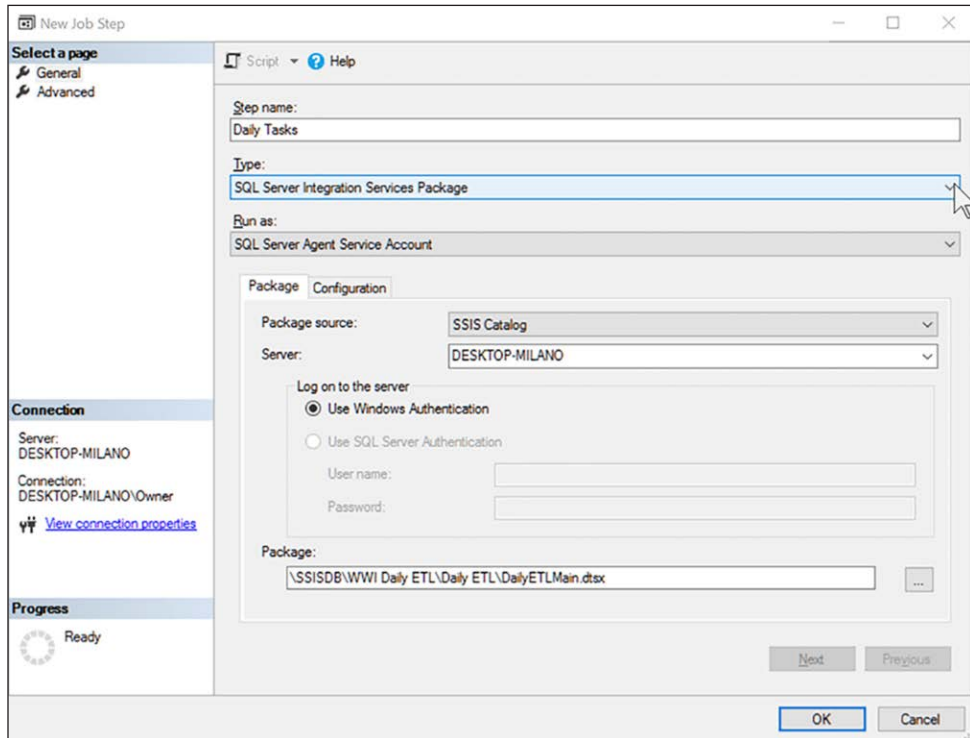 New Job Step
Select a page
General
Advanced
Script
Help
Step name:
Daily Tasks
Type:
SQL Server Integration Services Package
Run as:
SQL Server Agent Service Account
Package
Configuration
Package source:
SSIS Catalog
Server:
DESKTOP-MILANO
Log on to the server
Use Windows Authentication
Use SQL Server Authentication
User name:
Password:
Package:
\SSISDB\WWI Daily ETL\Daily ETL\DailyETLMain.dtsx
...
Connection
Server:
DESKTOP-MILANO
Connection:
DESKTOP-MILANO\Owner
View connection properties
Progress
Ready
Next
Previous
OK
Cancel